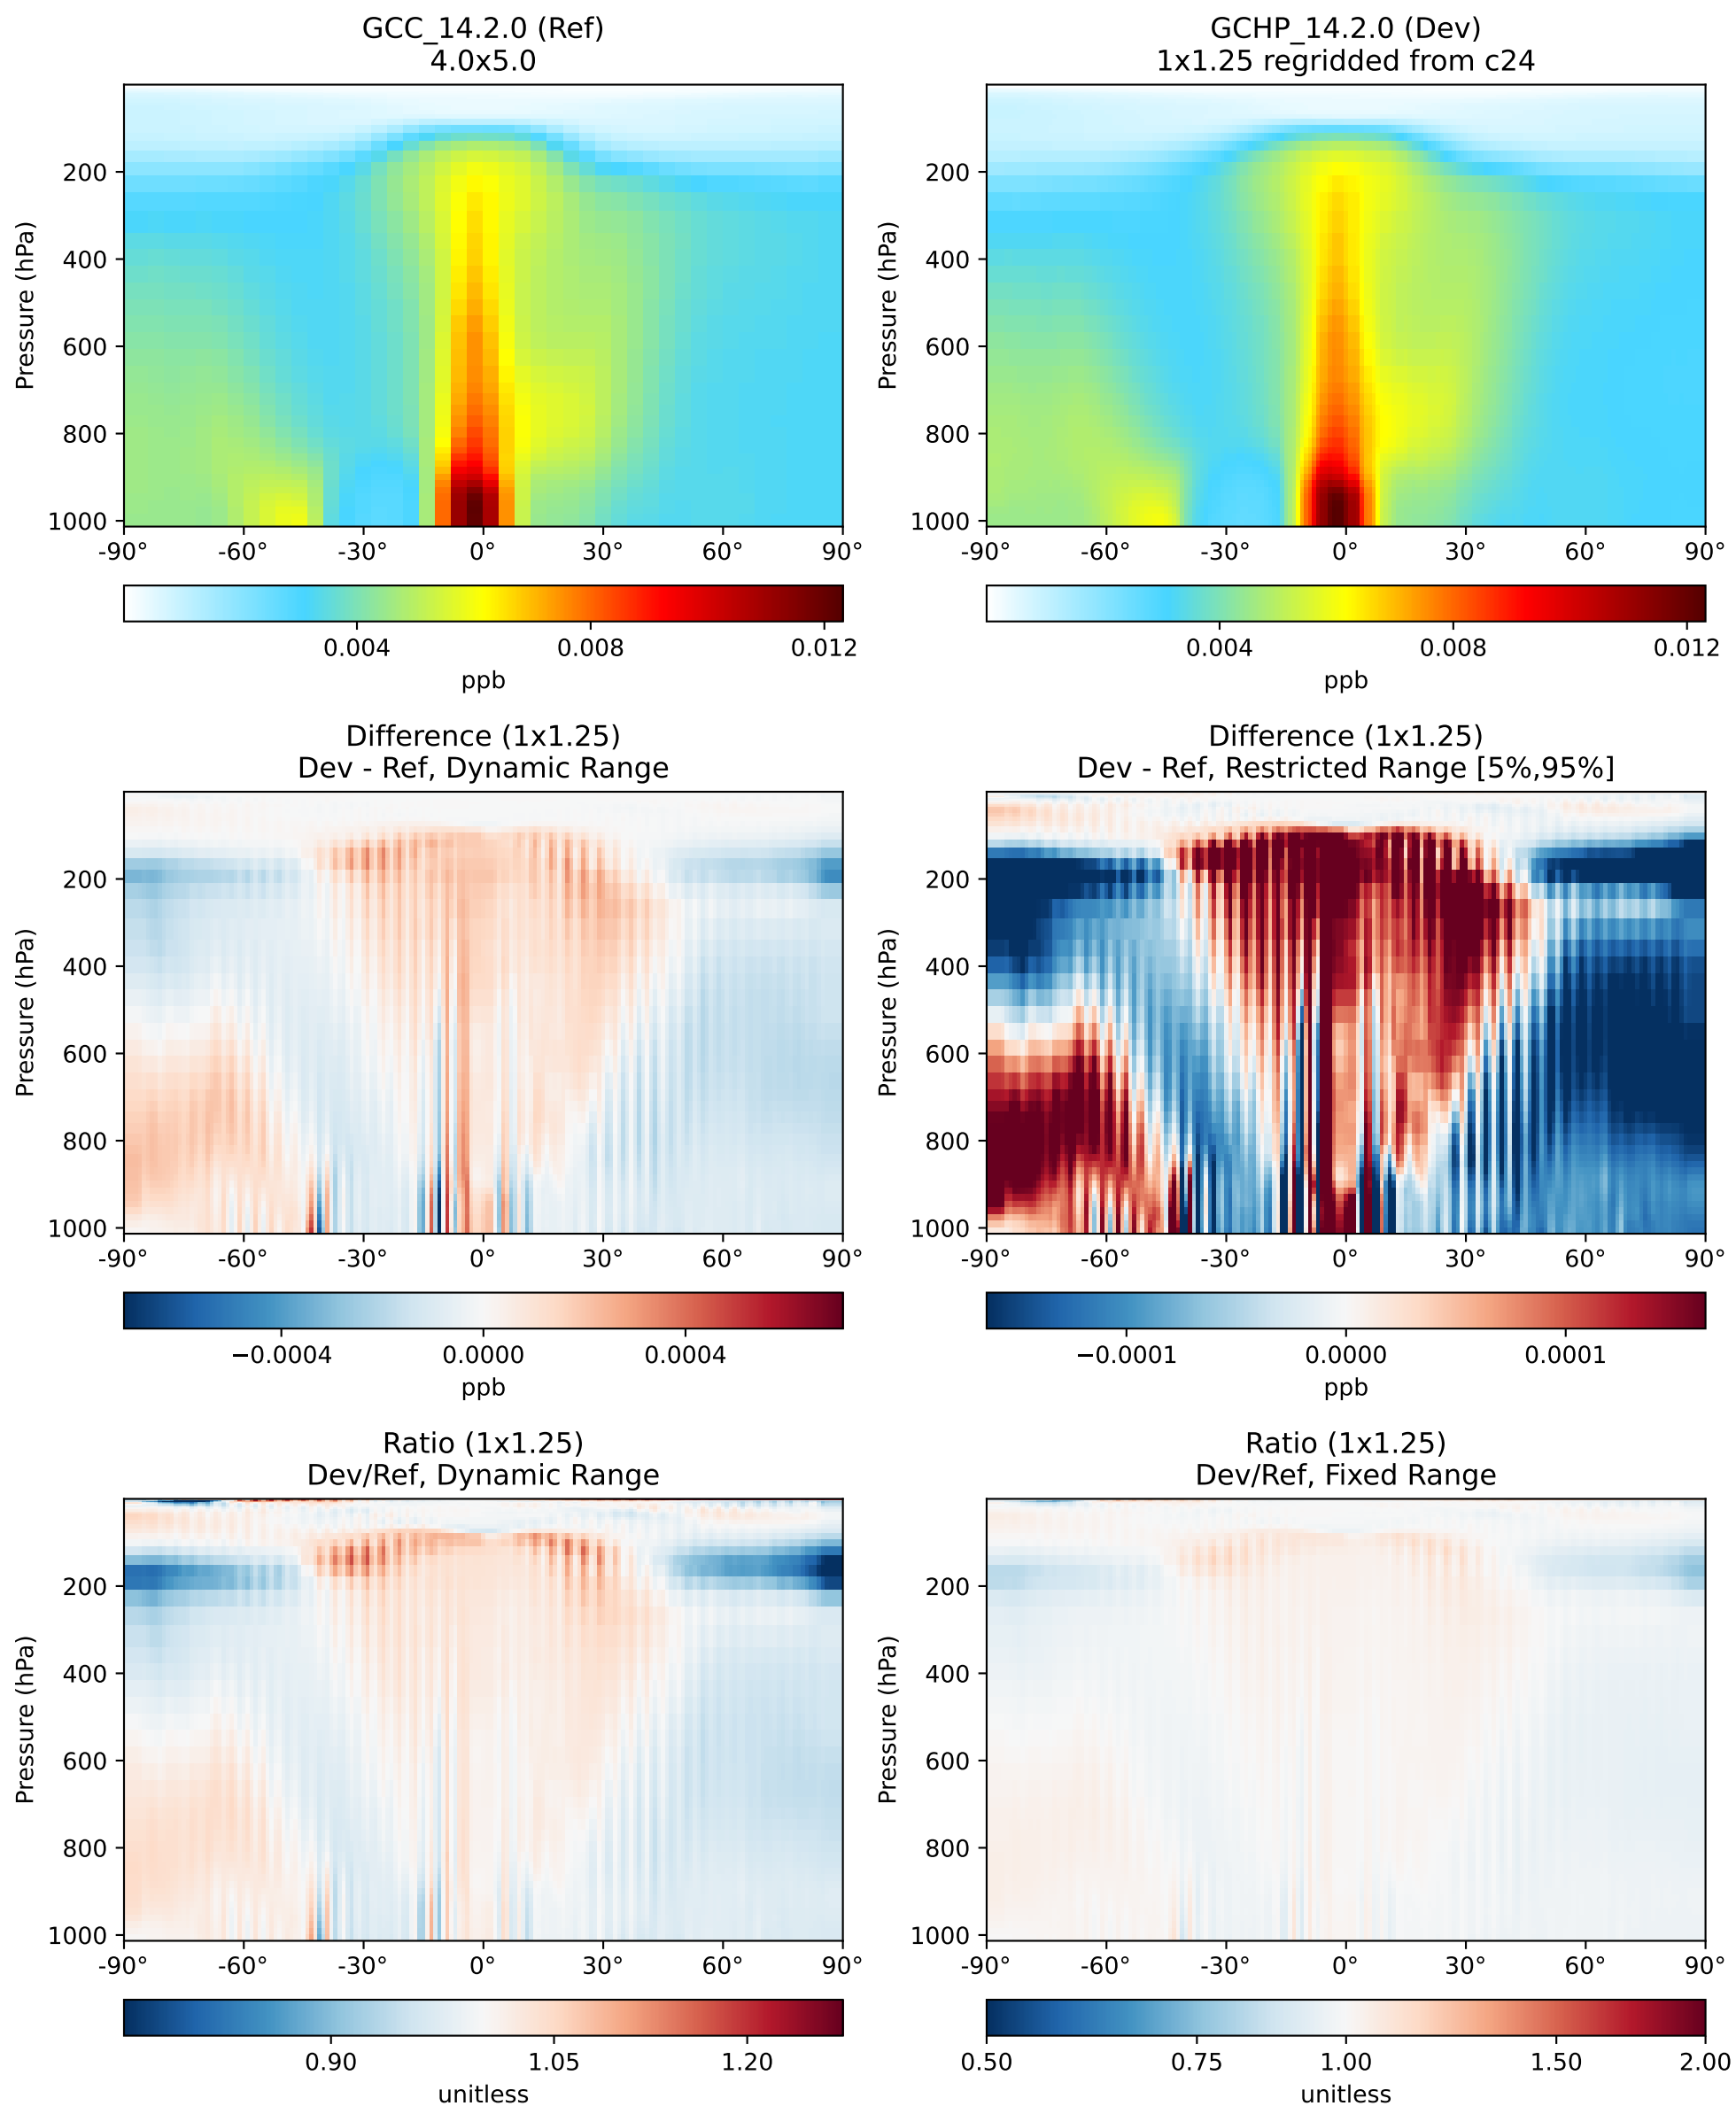 GCC_14.2.0 (Ref)
4.0x5.0
Pressure (hPa)
200
400
600
800
1000
-90° -60° -30° 0° 30° 60° 90°
0.004 0.008 0.012
ppb
GCHP_14.2.0 (Dev)
1x1.25 regridded from c24
Pressure (hPa)
200
400
600
800
1000
-90° -60° -30° 0° 30° 60° 90°
0.004 0.008 0.012
ppb
Difference (1x1.25)
Dev - Ref, Dynamic Range
Pressure (hPa)
200
400
600
800
1000
-90° -60° -30° 0° 30° 60° 90°
−0.0004 0.0000 0.0004
ppb
Difference (1x1.25)
Dev - Ref, Restricted Range [5%,95%]
Pressure (hPa)
200
400
600
800
1000
-90° -60° -30° 0° 30° 60° 90°
−0.0001 0.0000 0.0001
ppb
Ratio (1x1.25)
Dev/Ref, Dynamic Range
Pressure (hPa)
200
400
600
800
1000
-90° -60° -30° 0° 30° 60° 90°
0.90 1.05 1.20
unitless
Ratio (1x1.25)
Dev/Ref, Fixed Range
Pressure (hPa)
200
400
600
800
1000
-90° -60° -30° 0° 30° 60° 90°
0.50 0.75 1.00 1.50 2.00
unitless